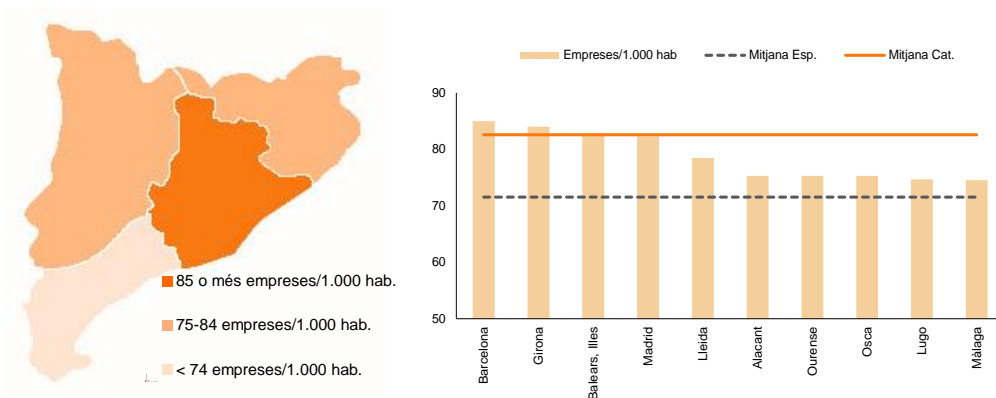 85 o més empreses/1.000 hab.
75-84 empreses/1.000 hab.
< 74 empreses/1.000 hab.
Empreses/1.000 hab
Mitjana Esp.
Mitjana Cat.
90
80
70
60
50
Barcelona
Girona
Balears, Illes
Madrid
Lleida
Alacant
Ourense
Osca
Lugo
Màlaga